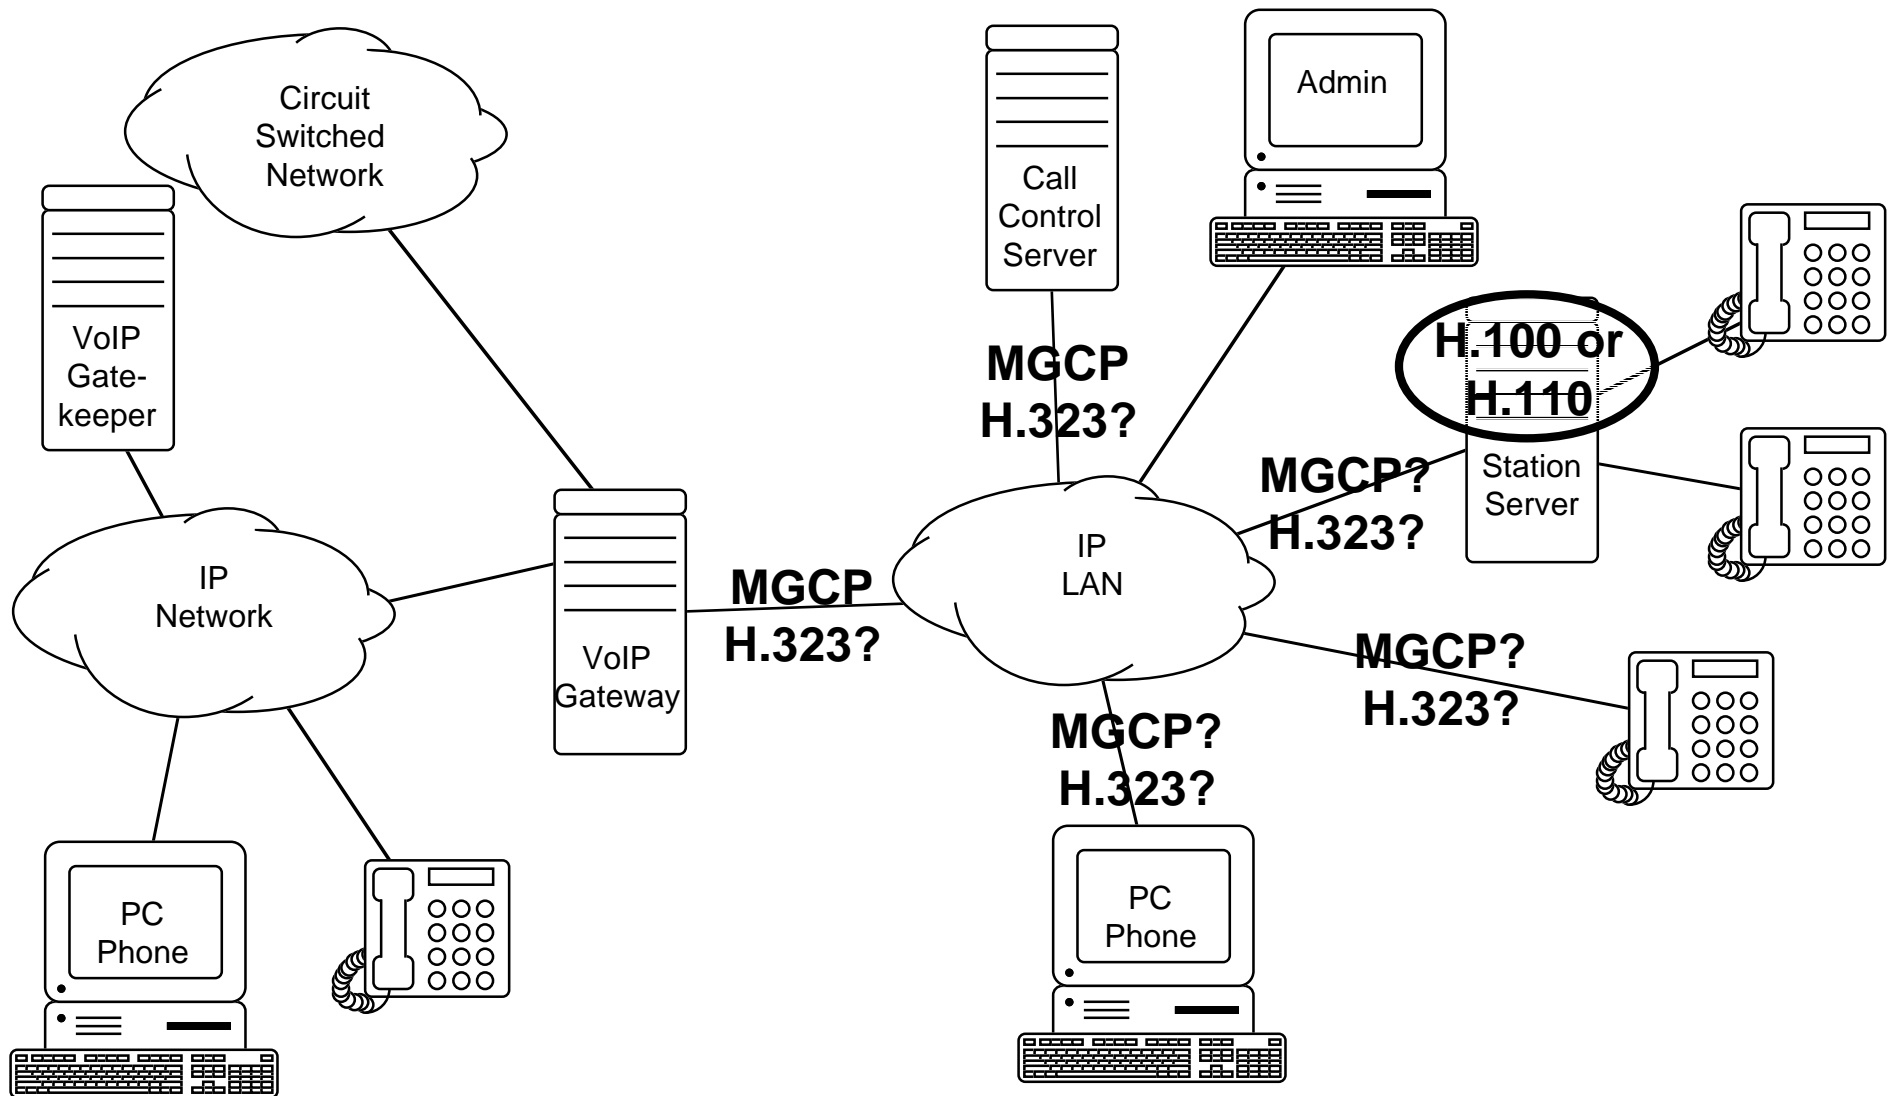 Circuit
Switched
Network
VoIP
Gate-
keeper
IP
Network
PC
Phone
VoIP
Gateway
MGCP
H.323?
Call
Control
Server
MGCP
H.323?
Admin
IP
LAN
H.100 or
H.110
Station
Server
MGCP?
H.323?
MGCP?
H.323?
MGCP?
H.323?
PC
Phone